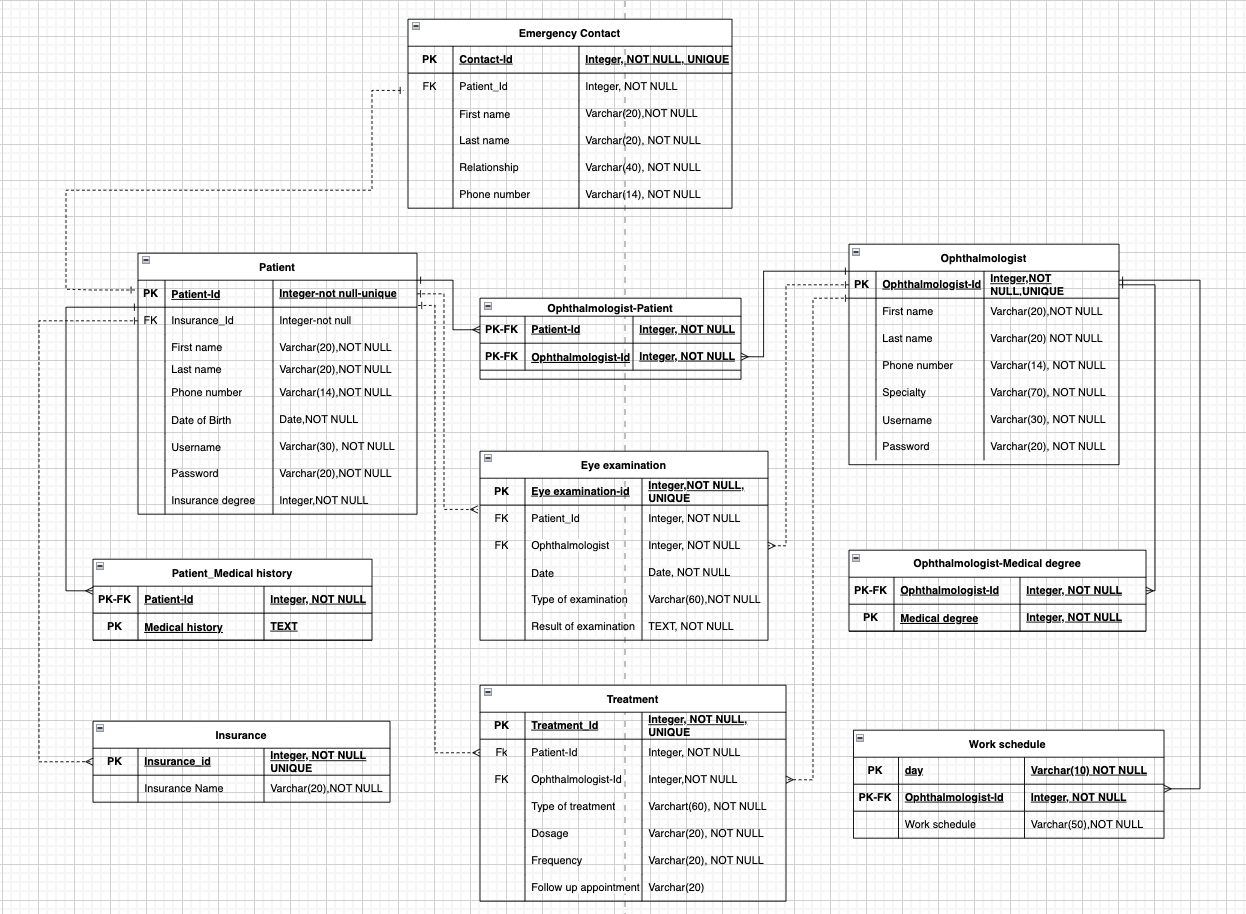 Emergency Contact
PK Contact-Id Integer, NOT NULL, UNIQUE
FK Patient_Id Integer, NOT NULL
First name Varchar(20),NOT NULL
Last name Varchar(20), NOT NULL
Relationship Varchar(40), NOT NULL
Phone number Varchar(14), NOT NULL
Patient
PK Patient-Id Integer-not null-unique
FK Insurance_Id Integer-not null
First name Varchar(20),NOT NULL
Last name Varchar(20),NOT NULL
Phone number Varchar(14),NOT NULL
Date of Birth Date,NOT NULL
Username Varchar(30), NOT NULL
Password Varchar(20),NOT NULL
Insurance degree Integer,NOT NULL
Ophthalmologist-Patient
PK-FK Patient-Id Integer, NOT NULL
PK-FK Ophthalmologist-Id Integer, NOT NULL
Ophthalmologist
PK Ophthalmologist-Id Integer,NOT
NULL,UNIQUE
First name Varchar(20),NOT NULL
Last name Varchar(20) NOT NULL
Phone number Varchar(14), NOT NULL
Specialty Varchar(70), NOT NULL
Username Varchar(30), NOT NULL
Password Varchar(20), NOT NULL
Eye examination
PK Eye examination-id Integer,NOT NULL,
UNIQUE
FK Patient_Id Integer, NOT NULL
FK Ophthalmologist Integer, NOT NULL
Date Date, NOT NULL
Type of examination Varchar(60),NOT NULL
Result of examination TEXT, NOT NULL
Patient_Medical history
PK-FK Patient-Id Integer, NOT NULL
PK Medical history TEXT
Ophthalmologist-Medical degree
PK-FK Ophthalmologist-Id Integer, NOT NULL
PK Medical degree Integer, NOT NULL
Insurance
PK Insurance_id Integer, NOT NULL
UNIQUE
Insurance Name Varchar(20),NOT NULL
Treatment
PK Treatment_Id Integer, NOT NULL,
UNIQUE
Fk Patient-Id Integer, NOT NULL
FK Ophthalmologist-Id Integer,NOT NULL
Type of treatment Varchart(60), NOT NULL
Dosage Varchar(20), NOT NULL
Frequency Varchar(20), NOT NULL
Follow up appointment Varchar(20)
Work schedule
PK day Varchar(10) NOT NULL
PK-FK Ophthalmologist-Id Integer, NOT NULL
Work schedule Varchar(50),NOT NULL